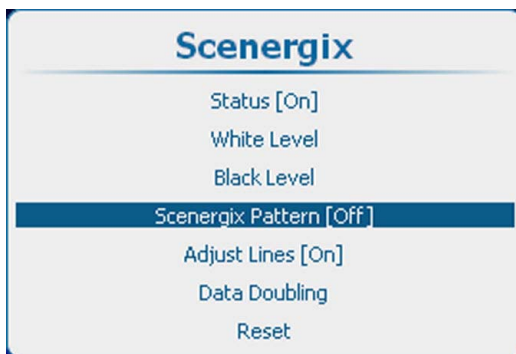 Scenergix
Status [On]
White Level
Black Level
Scenergix Pattern [Off]
Adjust Lines [On]
Data Doubling
Reset